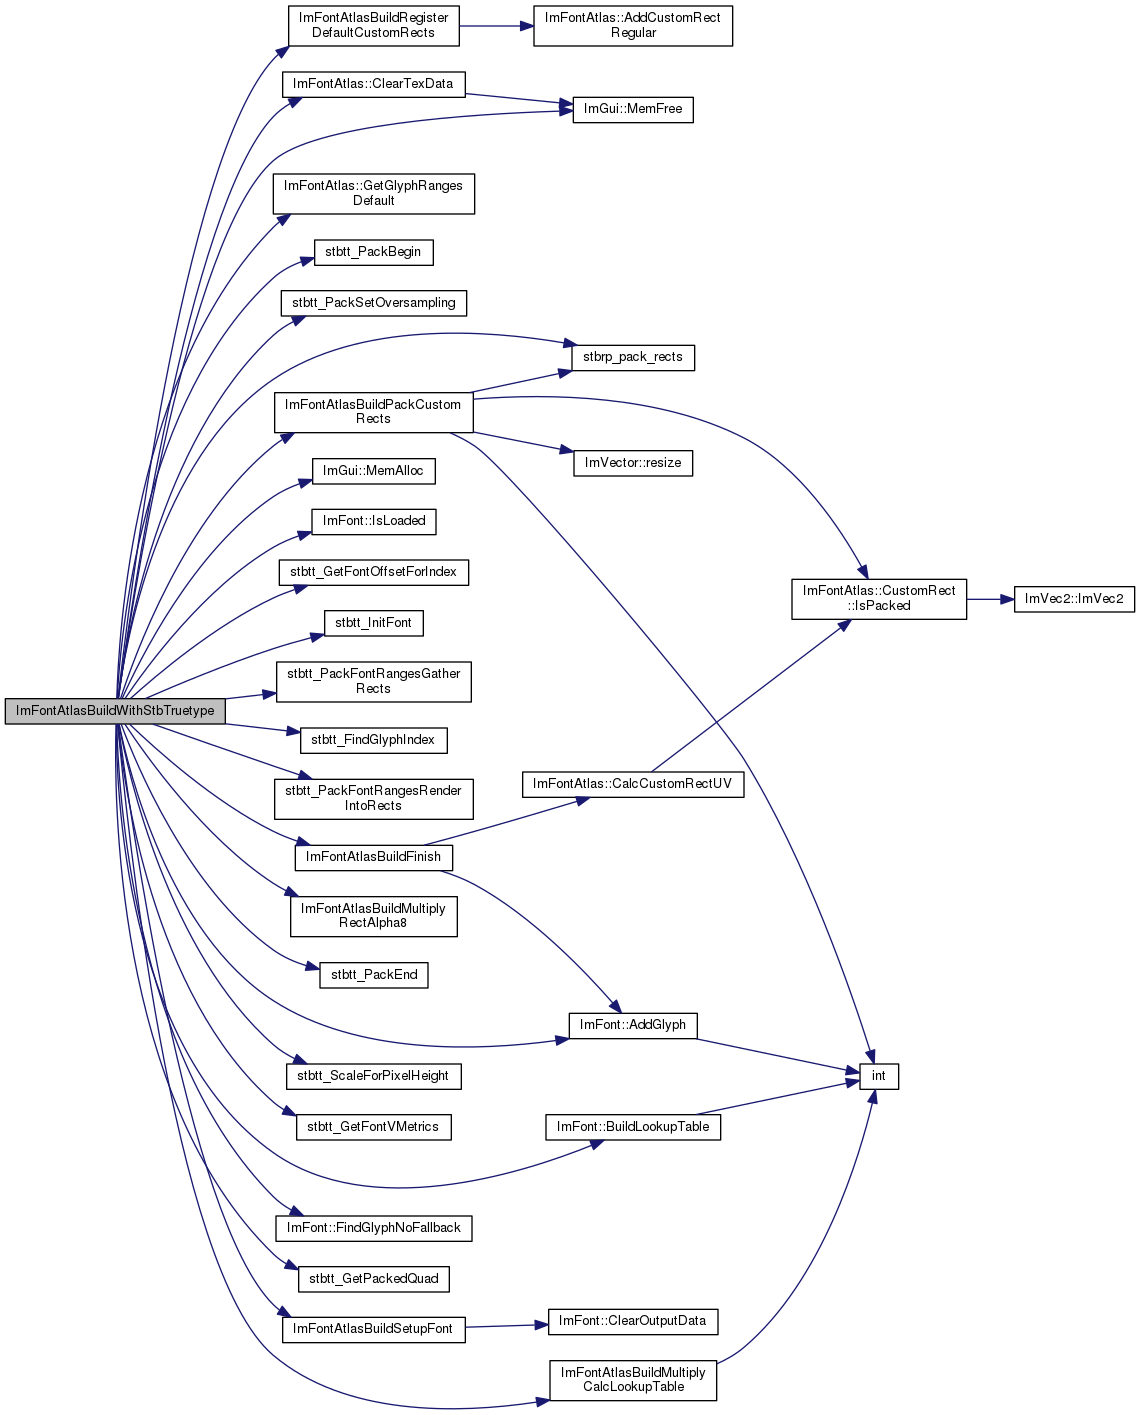 ImFontAtlasBuildRegister
DefaultCustomRects
ImFontAtlas::AddCustomRect
Regular
ImFontAtlas::ClearTexData
ImGui::MemFree
ImFontAtlas::GetGlyphRanges
Default
stbtt_PackBegin
stbtt_PackSetOversampling
stbrp_pack_rects
ImFontAtlasBuildPackCustom
Rects
ImVector::resize
ImGui::MemAlloc
ImFont::IsLoaded
stbtt_GetFontOffsetForIndex
ImFontAtlas::CustomRect
::IsPacked
ImVec2::ImVec2
stbtt_InitFont
stbtt_PackFontRangesGather
Rects
ImFontAtlasBuildWithStbTruetype
stbtt_FindGlyphIndex
ImFontAtlas::CalcCustomRectUV
stbtt_PackFontRangesRender
IntoRects
ImFontAtlasBuildFinish
ImFontAtlasBuildMultiply
RectAlpha8
stbtt_PackEnd
ImFont::AddGlyph
stbtt_ScaleForPixelHeight
int
stbtt_GetFontVMetrics
ImFont::BuildLookupTable
ImFont::FindGlyphNoFallback
stbtt_GetPackedQuad
ImFontAtlasBuildSetupFont
ImFont::ClearOutputData
ImFontAtlasBuildMultiply
CalcLookupTable